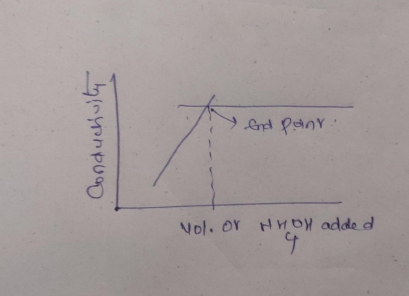 Conductivity
End Point.
Vol. of NH4OH added